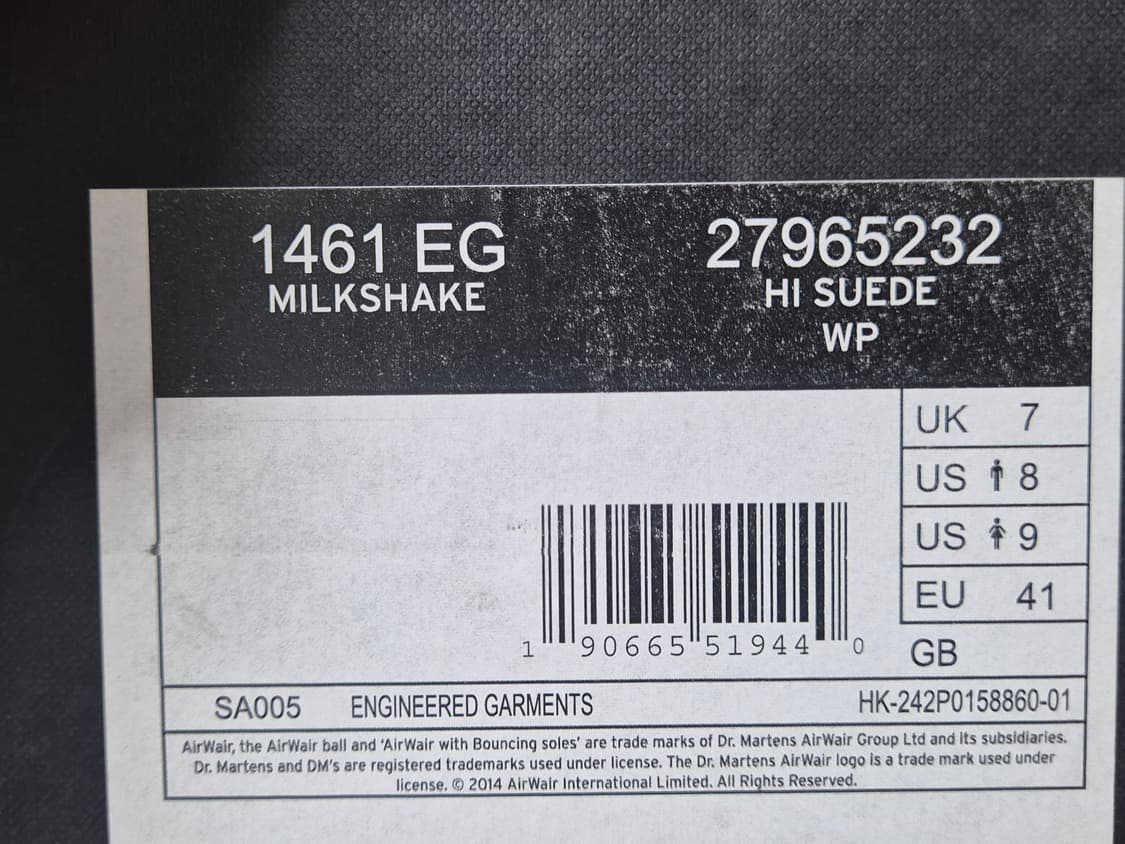 1461 EG
MILKSHAKE
27965232
HI SUEDE
WP
UK 7
US 8
US 9
EU 41
GB
1 90665 51944 0
SA005 ENGINEERED GARMENTS HK-242P0158860-01
AirWair, the AirWair ball and 'AirWair with Bouncing soles' are trade marks of Dr. Martens AirWair Group Ltd and its subsidiaries.
Dr. Martens and DM's are registered trademarks used under license. The Dr. Martens AirWair logo is a trade mark used under
license. © 2014 AirWair International Limited. All Rights Reserved.